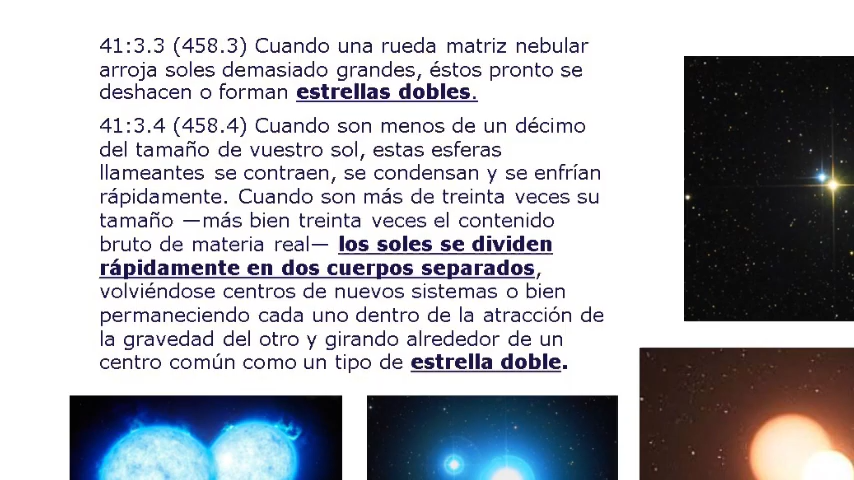 41:3.3 (458.3) Cuando una rueda matriz nebular
arroja soles demasiado grandes, éstos pronto se
deshacen o forman estrellas dobles.
41:3.4 (458.4) Cuando son menos de un décimo
del tamaño de vuestro sol, estas esferas
llameantes se contraen, se condensan y se enfrían
rápidamente. Cuando son más de treinta veces su
tamaño —más bien treinta veces el contenido
bruto de materia real— los soles se dividen
rápidamente en dos cuerpos separados,
volviéndose centros de nuevos sistemas o bien
permaneciendo cada uno dentro de la atracción de
la gravedad del otro y girando alrededor de un
centro común como un tipo de estrella doble.